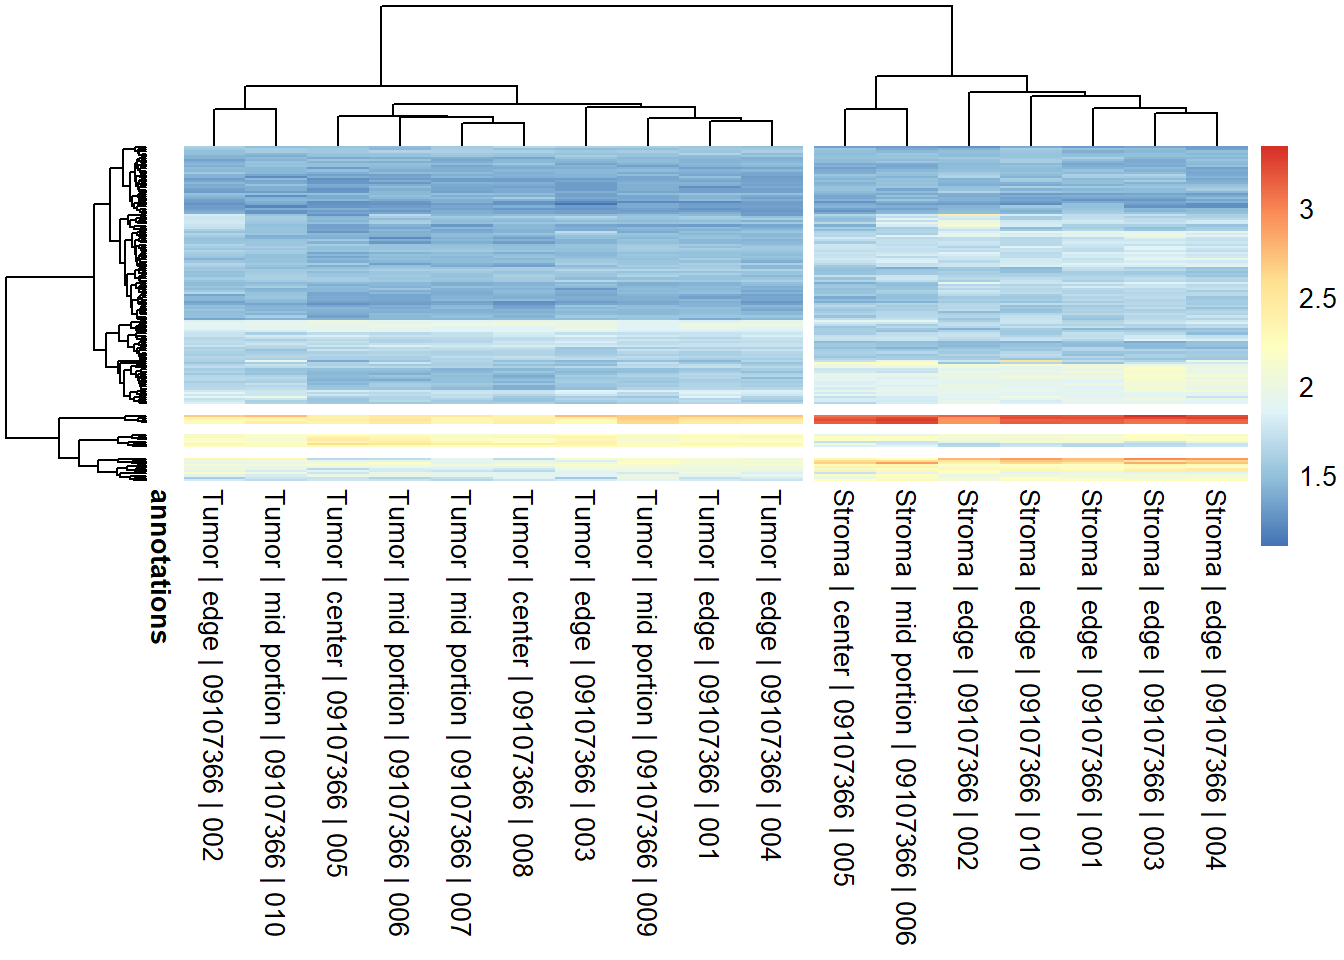 3
2.5
2
1.5
annotations
Tumor | edge | 09107366 | 002
Tumor | mid portion | 09107366 | 010
Tumor | center | 09107366 | 005
Tumor | mid portion | 09107366 | 006
Tumor | mid portion | 09107366 | 007
Tumor | center | 09107366 | 008
Tumor | edge | 09107366 | 003
Tumor | mid portion | 09107366 | 009
Tumor | edge | 09107366 | 001
Tumor | edge | 09107366 | 004
Stroma | center | 09107366 | 005
Stroma | mid portion | 09107366 | 006
Stroma | edge | 09107366 | 002
Stroma | edge | 09107366 | 010
Stroma | edge | 09107366 | 001
Stroma | edge | 09107366 | 003
Stroma | edge | 09107366 | 004